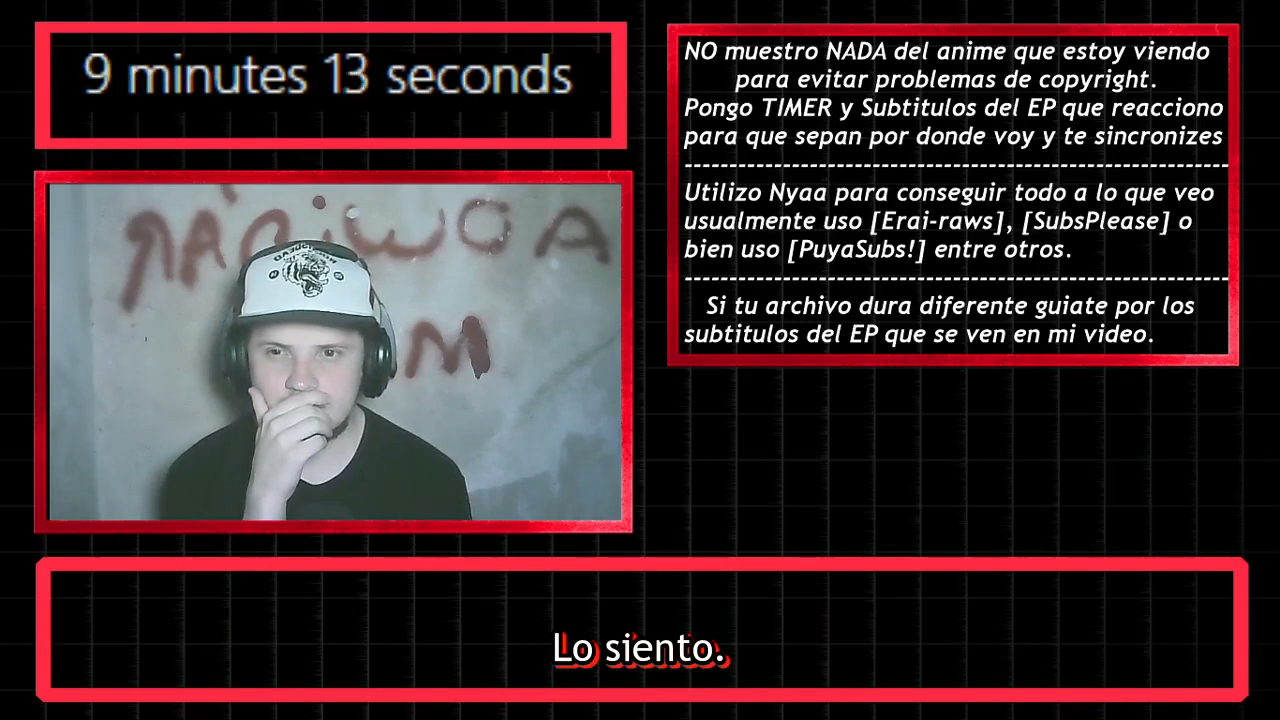 9 minutes 13 seconds
NO muestro NADA del anime que estoy viendo
para evitar problemas de copyright.
Pongo TIMER y Subtitulos del EP que reacciono
para que sepan por donde voy y te sincronizes
Utilizo Nyaa para conseguir todo a lo que veo
usualmente uso [Erai-raws], [SubsPlease] o
bien uso [PuyaSubs!] entre otros.
Si tu archivo dura diferente guiate por los
subtitulos del EP que se ven en mi video.
Lo siento.